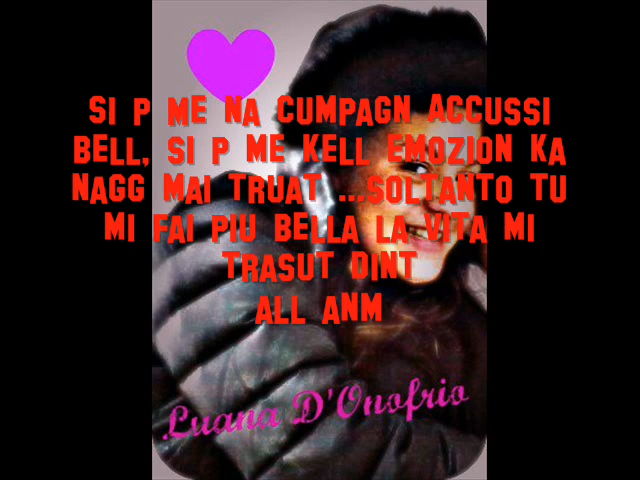 SI P ME NA CUMPAGN ACCUSSI
BELL, SI P ME KELL EMOZION KA
NAGG MAI TRUAT ...SOLTANTO TU
MI FAI PIU BELLA LA VITA MI
TRASUT DINT
ALL ANM
Luana D'Onofrio